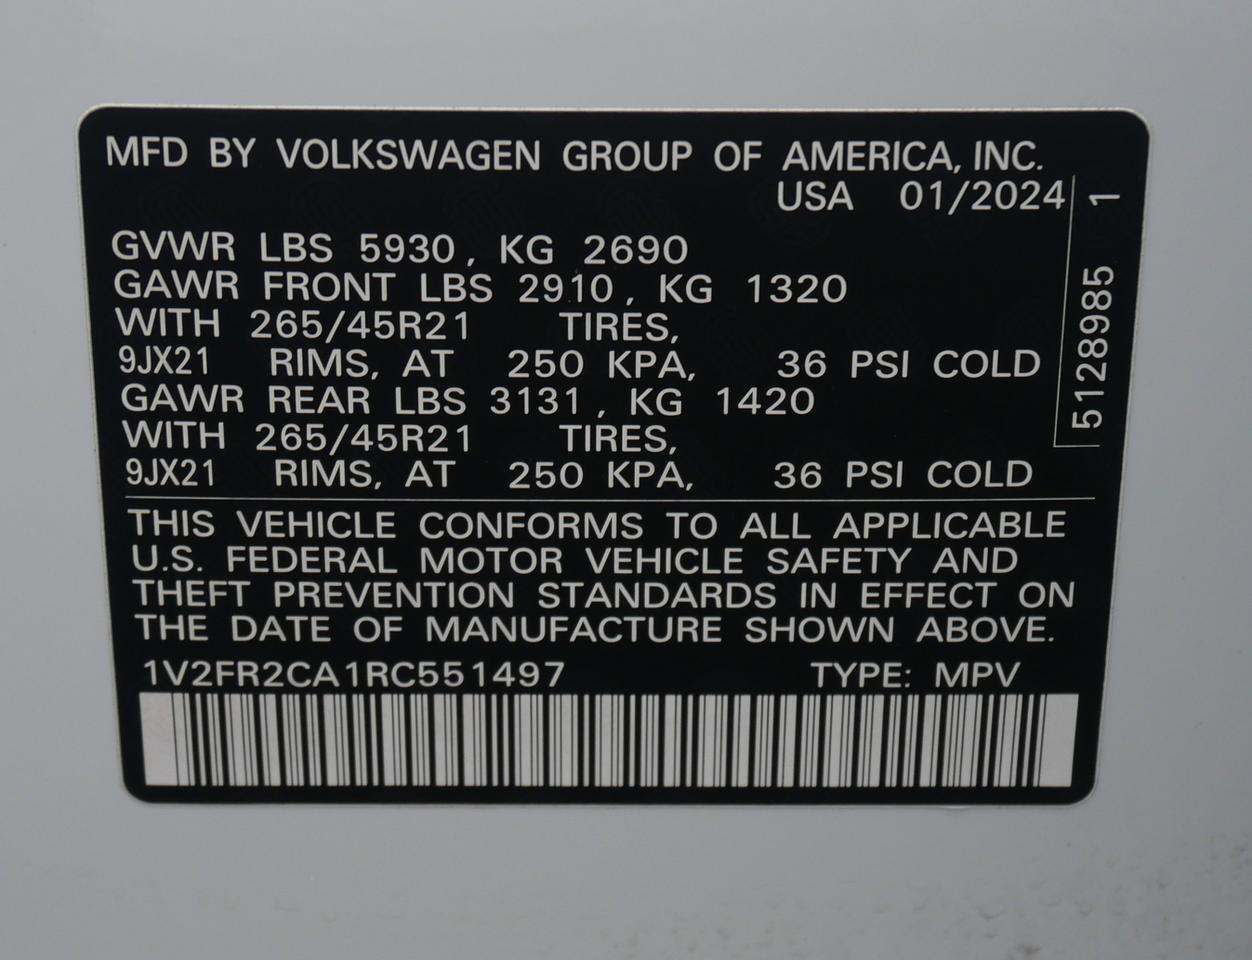 MFD BY VOLKSWAGEN GROUP OF AMERICA, INC.
USA 01/2024
GVWR LBS 5930, KG 2690
GAWR FRONT LBS 2910, KG 1320
WITH 265/45R21 TIRES,
9JX21 RIMS, AT 250 KPA, 36 PSI COLD
GAWR REAR LBS 3131, KG 1420
WITH 265/45R21 TIRES,
9JX21 RIMS, AT 250 KPA, 36 PSI COLD
5128985 1
THIS VEHICLE CONFORMS TO ALL APPLICABLE
U.S. FEDERAL MOTOR VEHICLE SAFETY AND
THEFT PREVENTION STANDARDS IN EFFECT ON
THE DATE OF MANUFACTURE SHOWN ABOVE.
1V2FR2CA1RC551497 TYPE: MPV